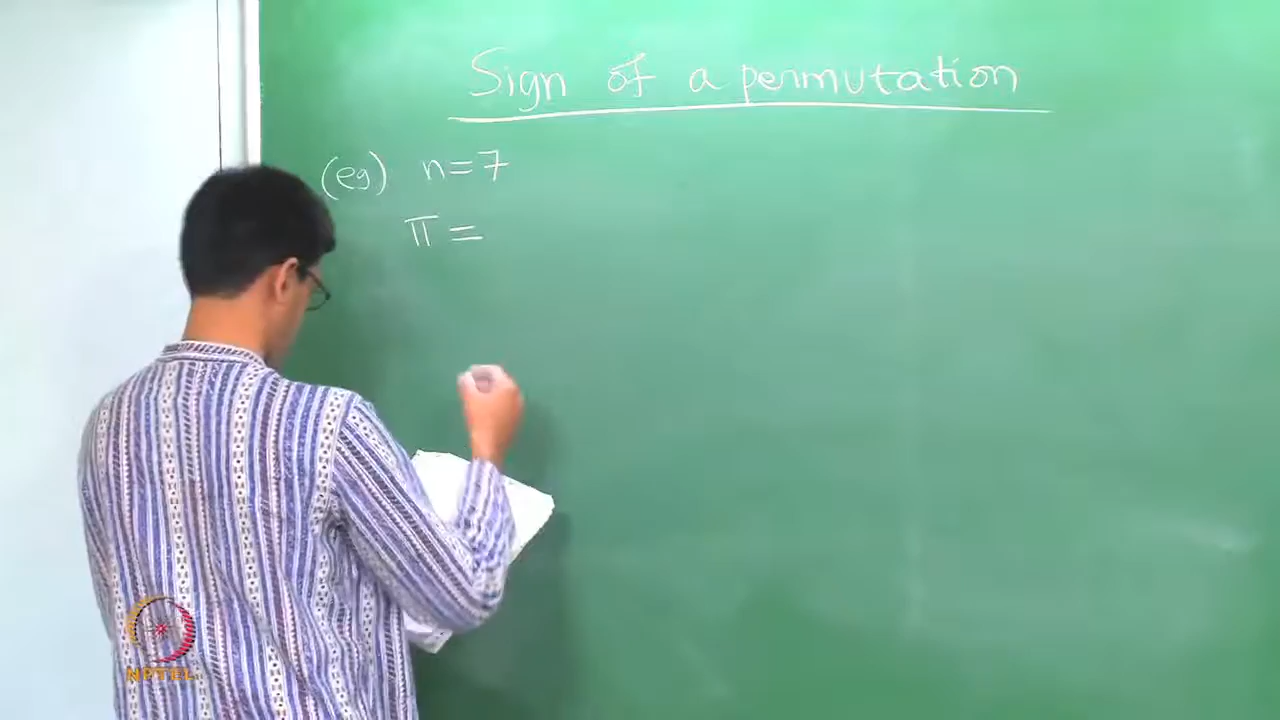 Sign of a permutation
(eg) n=7
π =
NPTEL